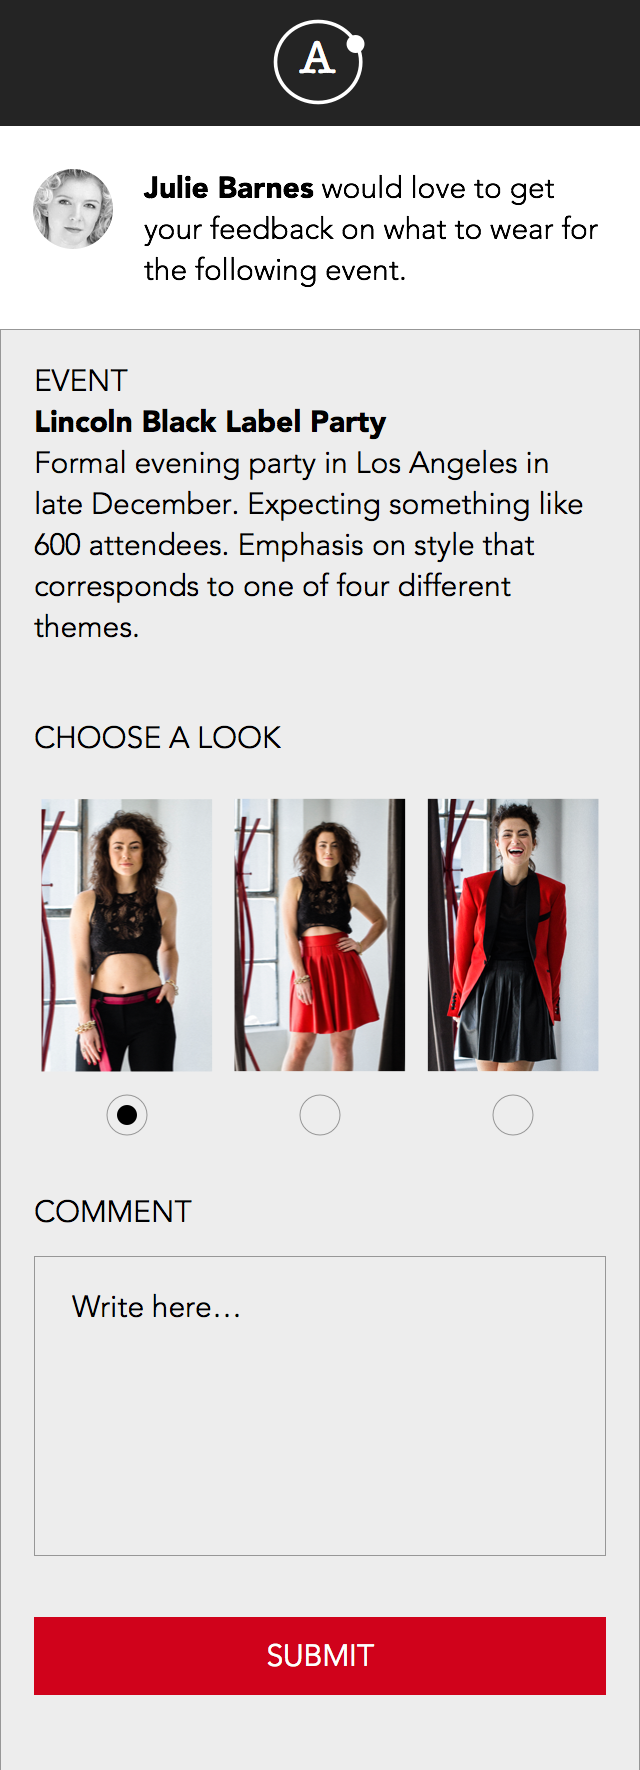 A
Julie Barnes would love to get
your feedback on what to wear for
the following event.
EVENT
Lincoln Black Label Party
Formal evening party in Los Angeles in
late December. Expecting something like
600 attendees. Emphasis on style that
corresponds to one of four different
themes.
CHOOSE A LOOK
COMMENT
Write here…
SUBMIT